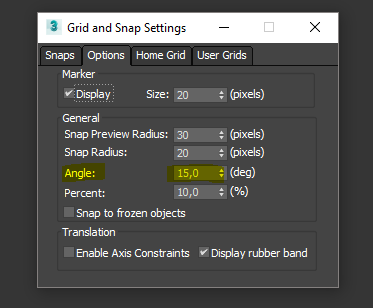 3 Grid and Snap Settings
Snaps Options Home Grid User Grids
Marker
Display Size: 20 (pixels)
General
Snap Preview Radius: 30 (pixels)
Snap Radius: 20 (pixels)
Angle: 15,0 (deg)
Percent: 10,0 (%)
Snap to frozen objects
Translation
Enable Axis Constraints Display rubber band